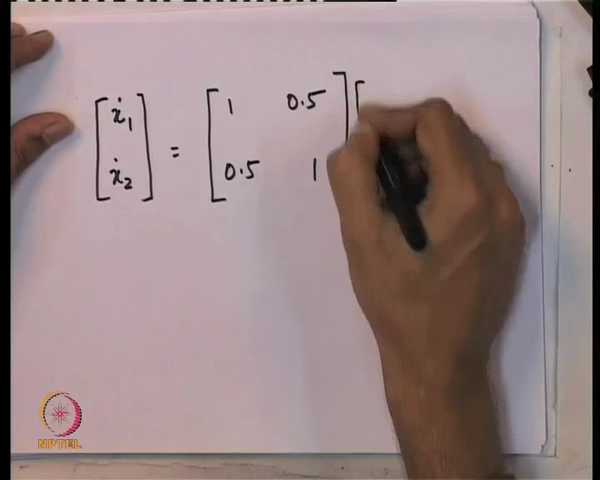 [ẋ₁] = [1 0.5] [
[ẋ₂] [0.5 1]
NPTEL